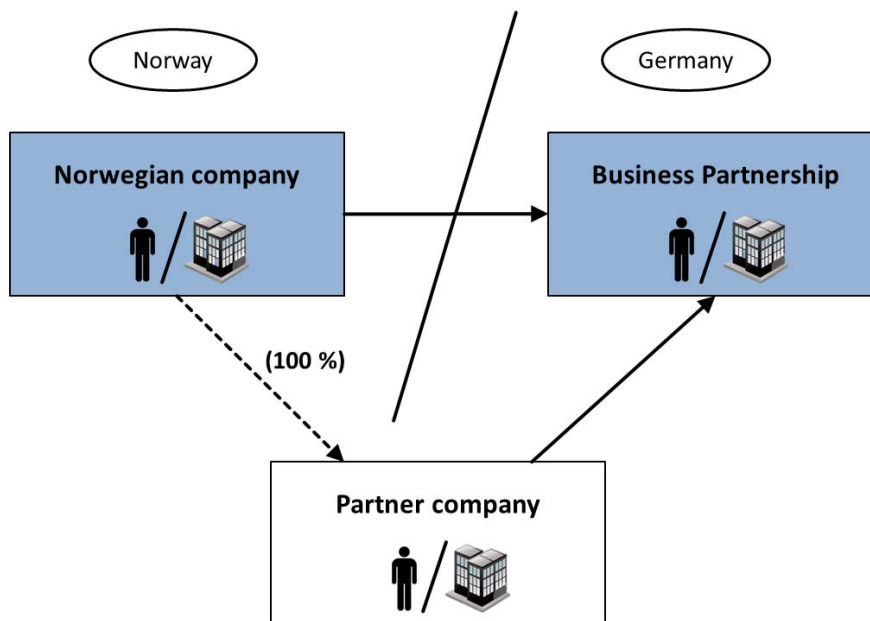 Norway
Germany
Norwegian company
Business Partnership
(100 %)
Partner company